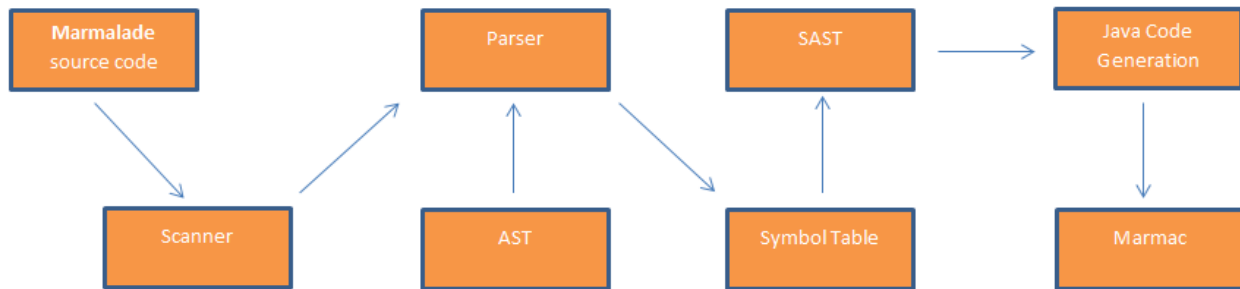 Marmalade
source code
Parser
SAST
Java Code
Generation
Scanner
AST
Symbol Table
Marmac